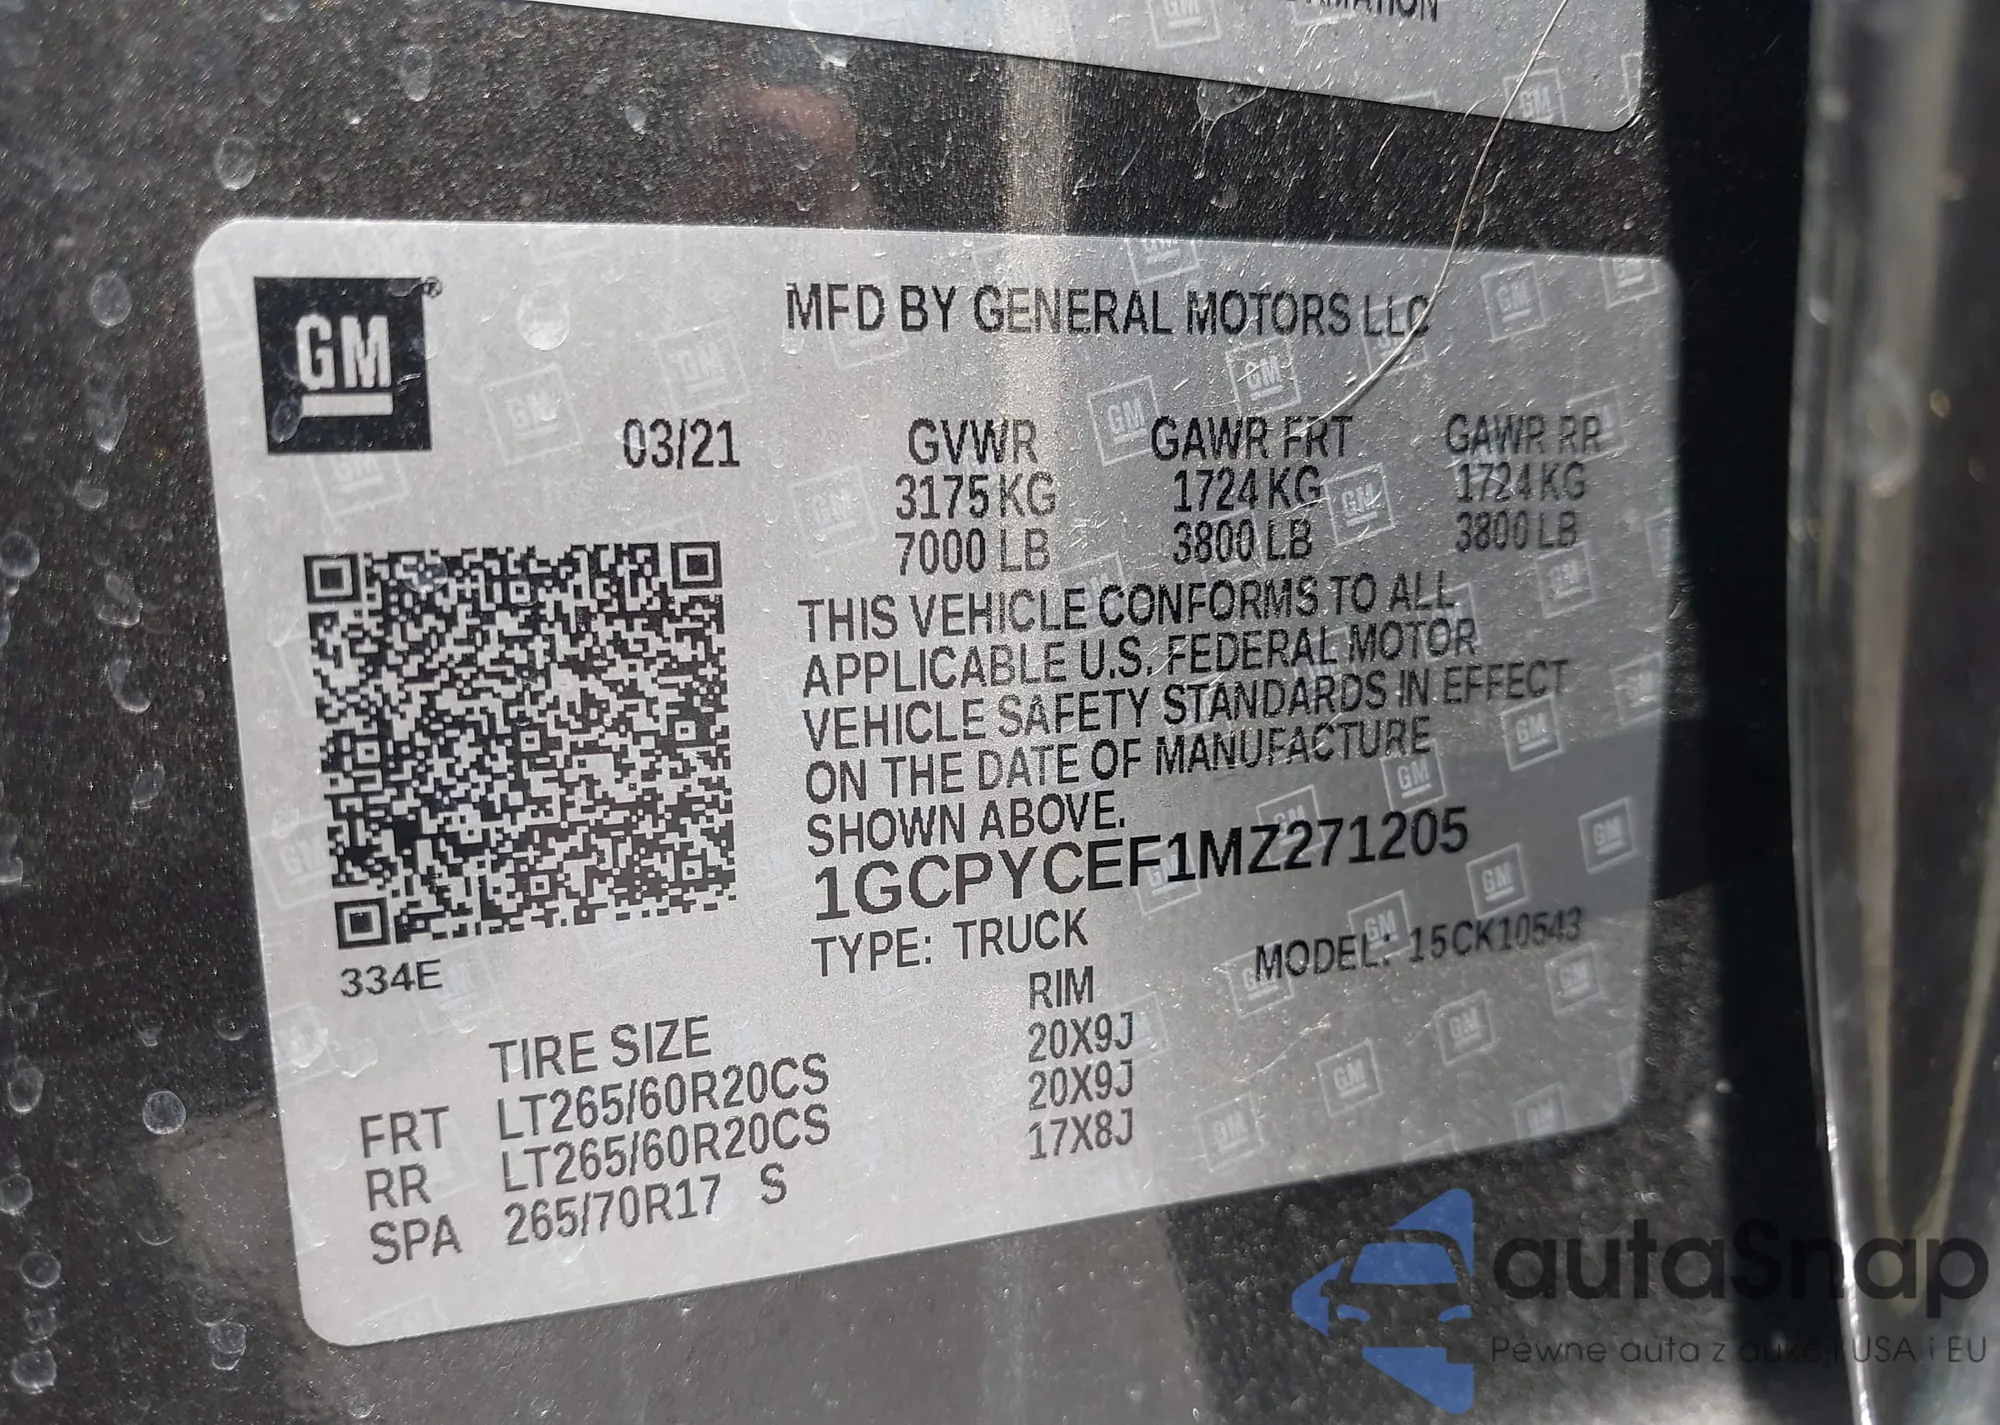 GM
MFD BY GENERAL MOTORS LLC
03/21
GVWR GAWR FRT GAWR RR
3175 KG 1724 KG 1724 KG
7000 LB 3800 LB 3800 LB
THIS VEHICLE CONFORMS TO ALL
APPLICABLE U.S. FEDERAL MOTOR
VEHICLE SAFETY STANDARDS IN EFFECT
ON THE DATE OF MANUFACTURE
SHOWN ABOVE.
1GCPYCEF1MZ271205
TYPE: TRUCK MODEL: 15CK10543
334E
TIRE SIZE RIM
FRT LT265/60R20CS 20X9J
RR LT265/60R20CS 20X9J
SPA 265/70R17 S 17X8J
autaSnap
Pewne auta z aukcji USA i EU